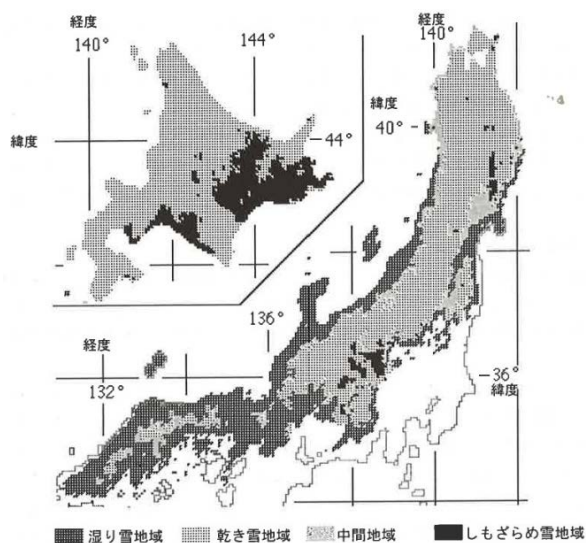 経度
140°
144°
緯度
44°
経度
140°
40°
緯度
136°
経度
132°
36°
緯度
湿り雪地域 乾き雪地域 中間地域 しもざらめ雪地域